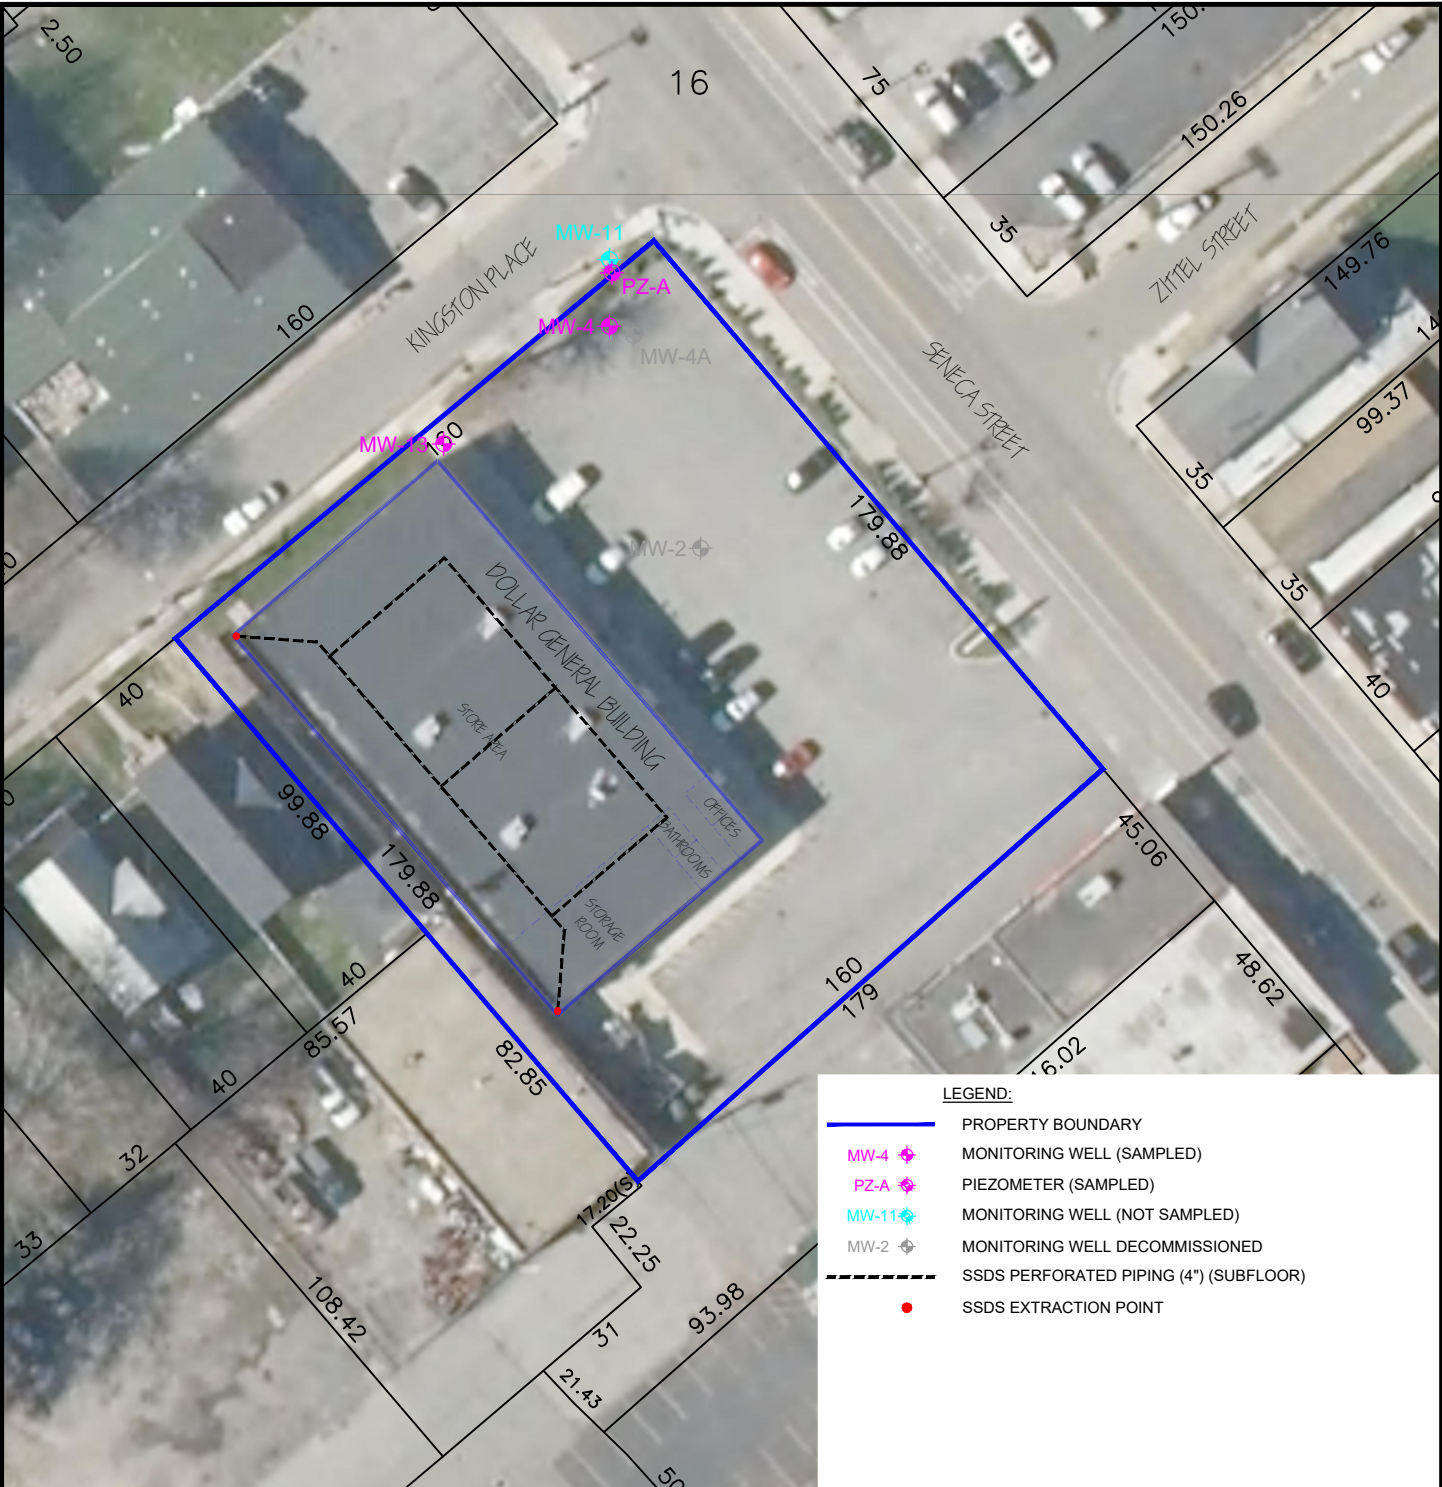 2.50
16
150.
75
150.26
35
ZITTEL STREET
149.76
MW-11
KINGSTON PLACE
PZ-A
160
MW-4
MW-4A
SENECA STREET
99.37
MW-13
160
35
179.88
MW-2
DOLLAR GENERAL BUILDING
35
40
40
STORE AREA
99.88
OFFICES
BATHROOMS
45.06
179.88
STORAGE
ROOM
40
160
179
48.62
85.57
82.85
16.02
40
32
33
17.20(S)
22.25
108.42
93.98
31
21.43
50
LEGEND:
PROPERTY BOUNDARY
MW-4 MONITORING WELL (SAMPLED)
PZ-A PIEZOMETER (SAMPLED)
MW-11 MONITORING WELL (NOT SAMPLED)
MW-2 MONITORING WELL DECOMMISSIONED
SSDS PERFORATED PIPING (4") (SUBFLOOR)
SSDS EXTRACTION POINT